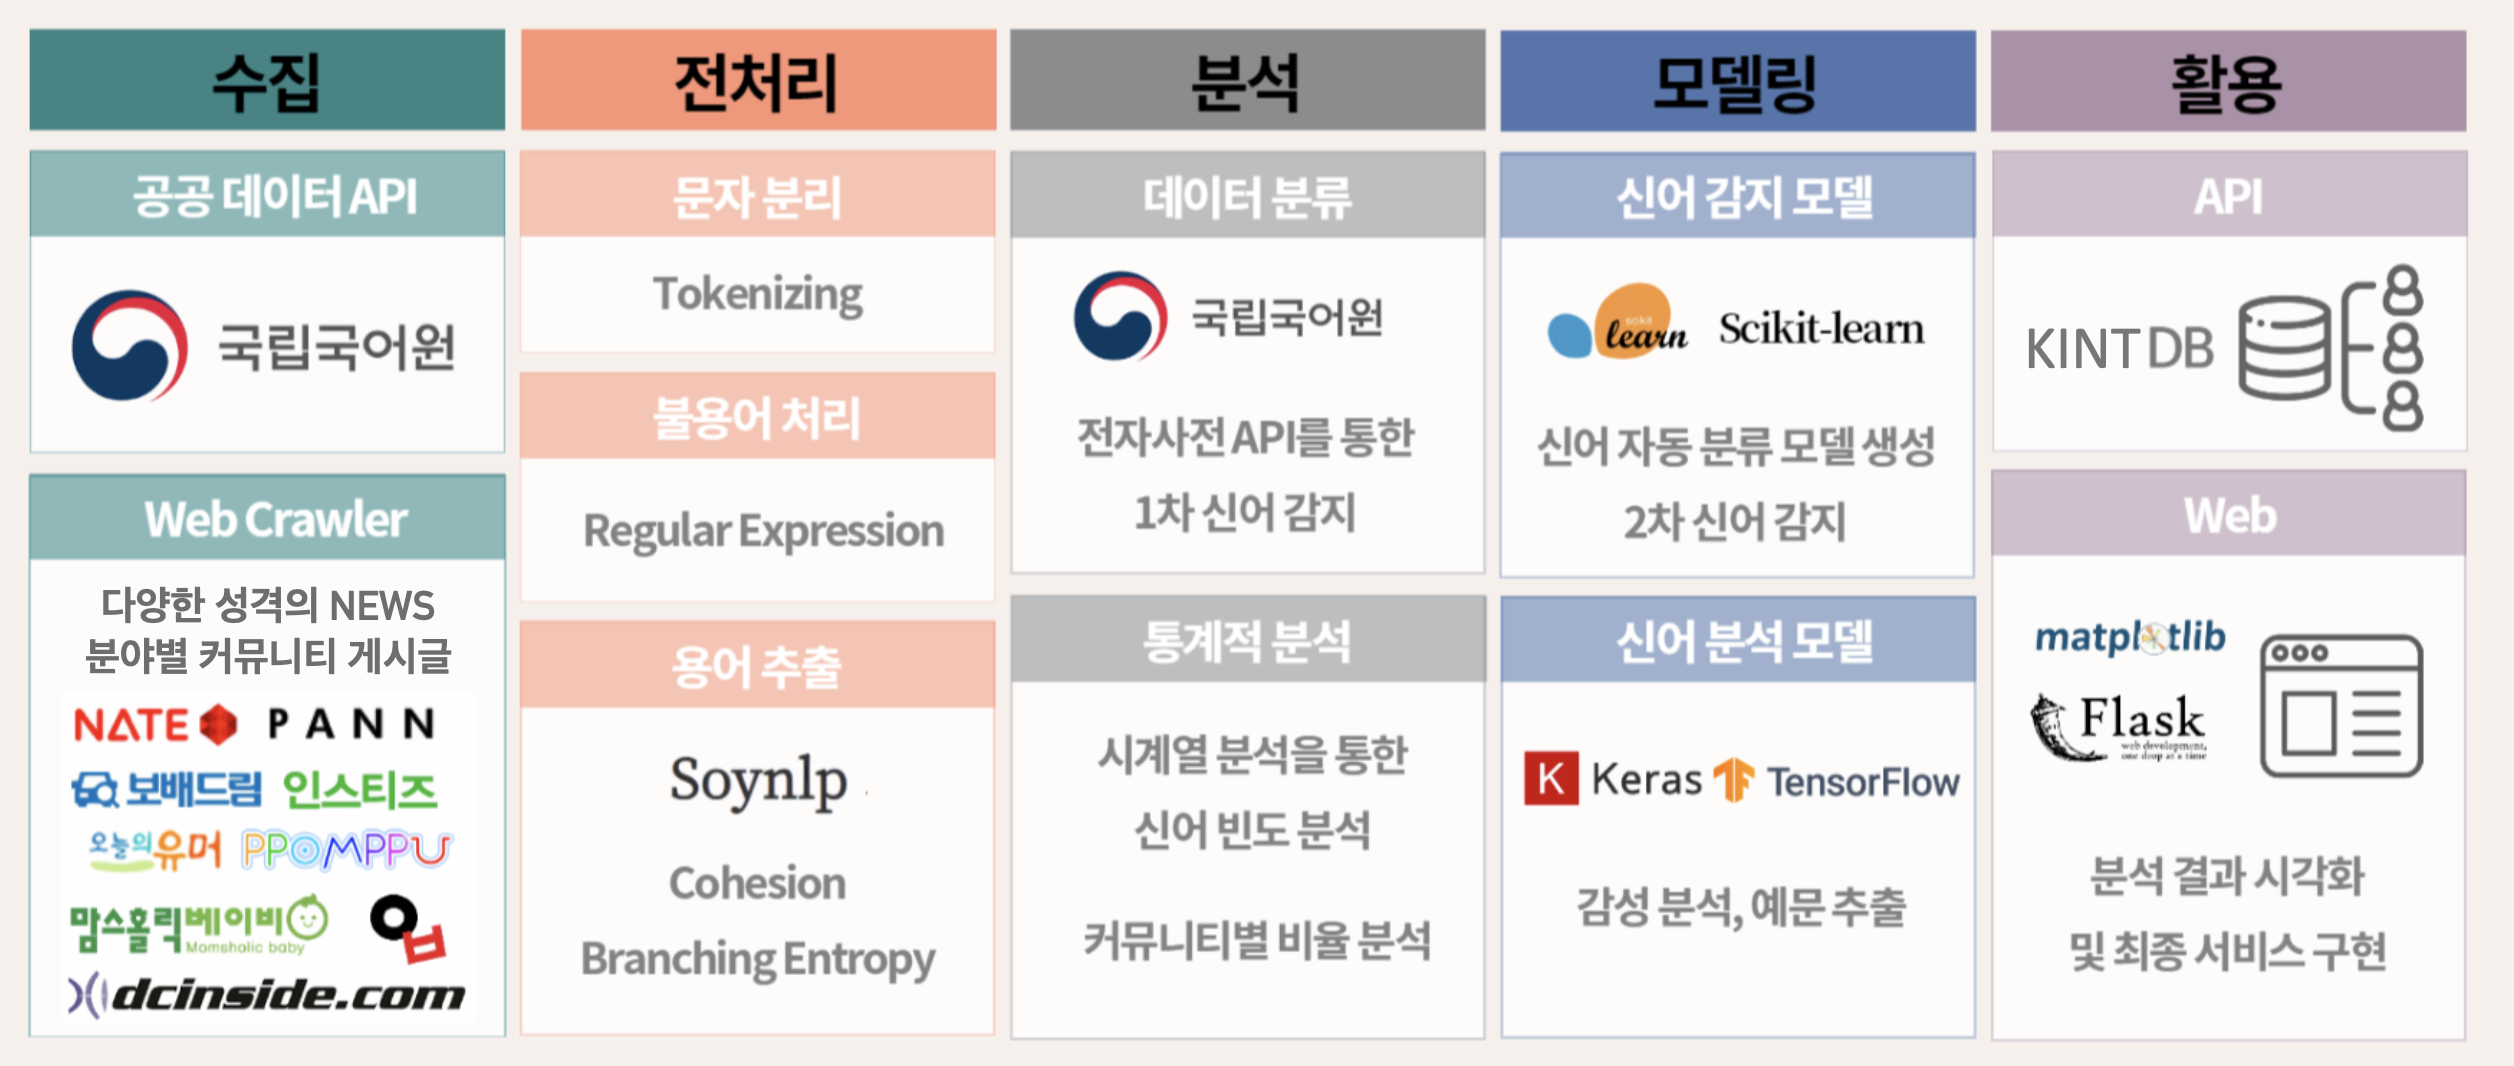 수집
공공 데이터 API
국립국어원
Web Crawler
다양한 성격의 NEWS
분야별 커뮤니티 게시글
NATE PANN
보배드림 인스티즈
오늘의유머 PPOMPPU
맘스홀릭베이비
Momsholic baby
dcinside.com
전처리
문자 분리
Tokenizing
불용어 처리
Regular Expression
용어 추출
Soynlp
Cohesion
Branching Entropy
분석
데이터 분류
국립국어원
전자사전 API를 통한
1차 신어 감지
통계적 분석
시계열 분석을 통한
신어 빈도 분석
커뮤니티별 비율 분석
모델링
신어 감지 모델
scikit
learn Scikit-learn
신어 자동 분류 모델 생성
2차 신어 감지
신어 분석 모델
K Keras TensorFlow
감성 분석, 예문 추출
활용
API
KINT DB
Web
matplotlib
Flask
web development,
one drop at a time
분석 결과 시각화
및 최종 서비스 구현